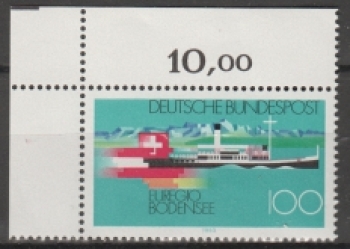 10,00
DEUTSCHE BUNDESPOST
EUREGIO
BODENSEE
100